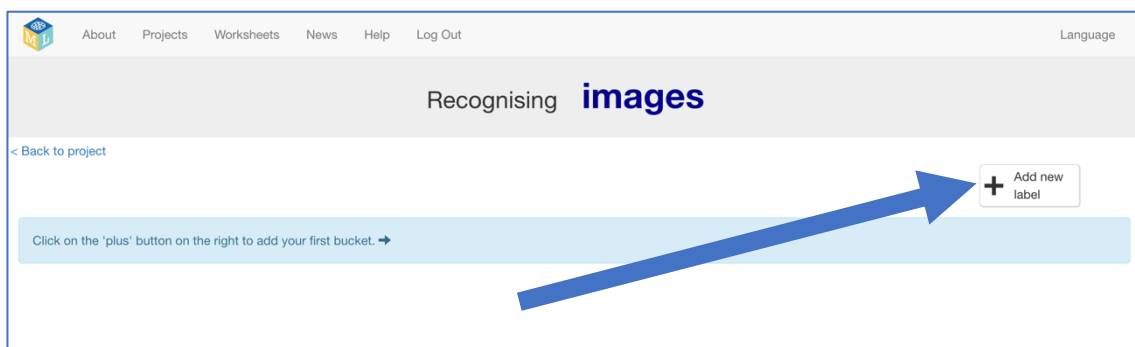 ML
About Projects Worksheets News Help Log Out Language
Recognising images
< Back to project
+ Add new
label
Click on the 'plus' button on the right to add your first bucket. ➜